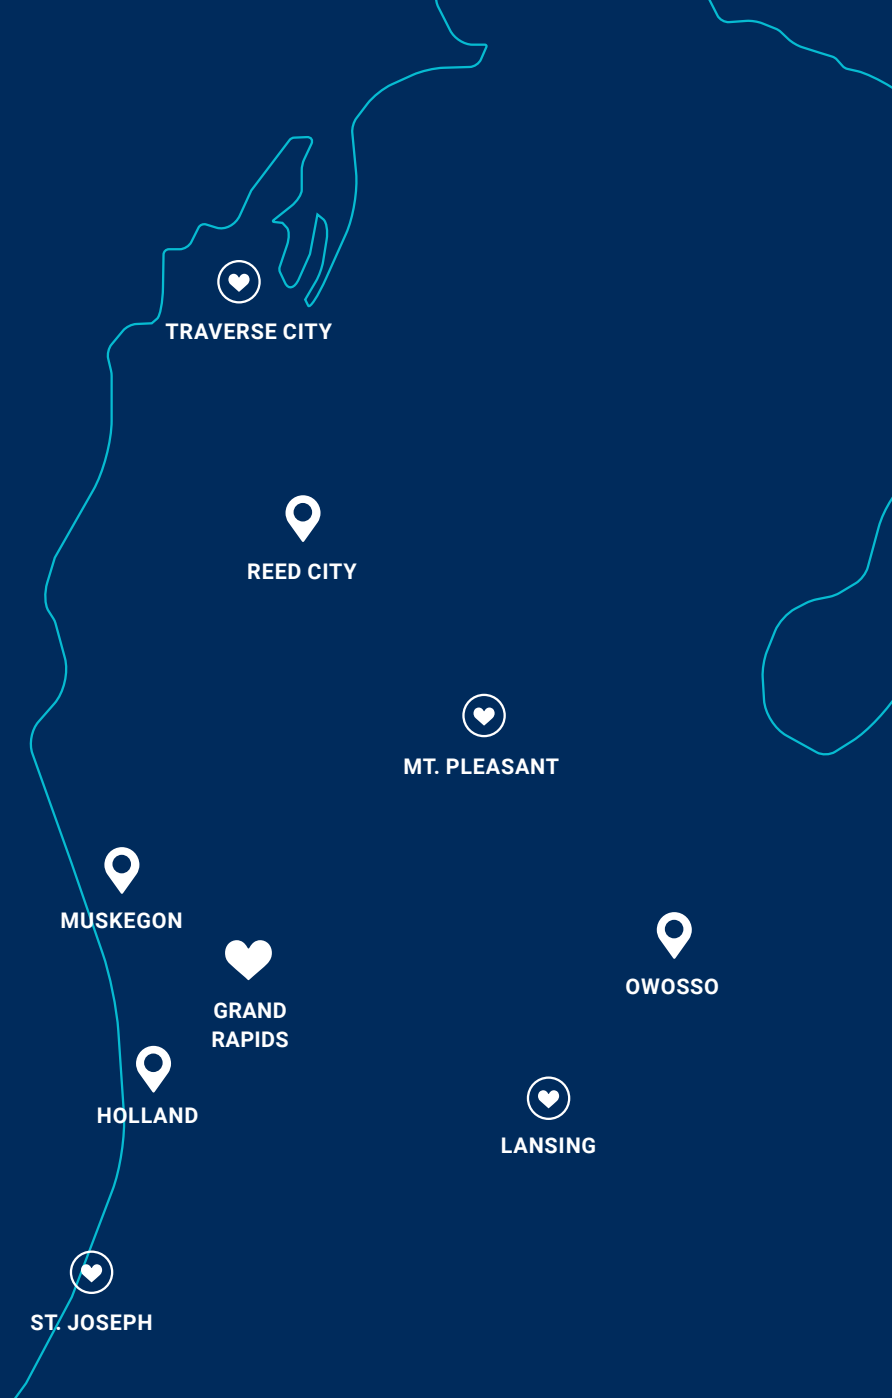 TRAVERSE CITY
REED CITY
MT. PLEASANT
MUSKEGON
OWOSSO
GRAND
RAPIDS
HOLLAND
LANSING
ST. JOSEPH